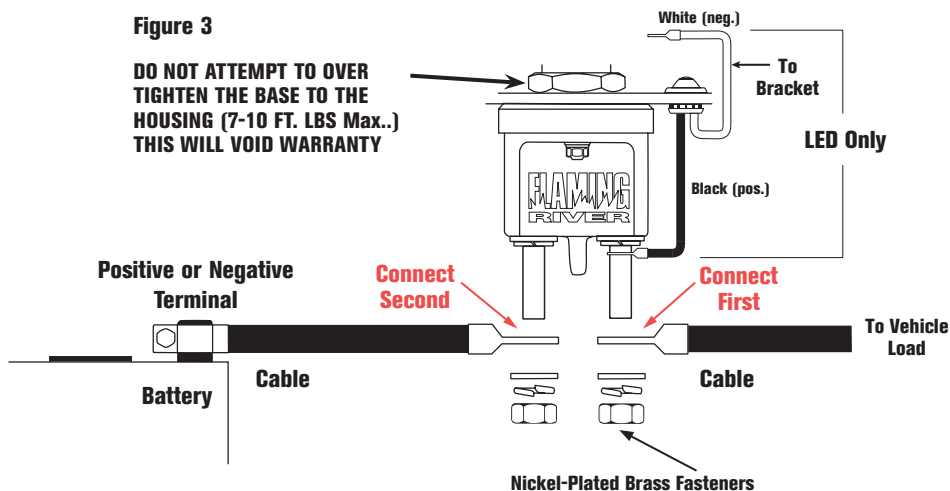 Figure 3
DO NOT ATTEMPT TO OVER
TIGHTEN THE BASE TO THE
HOUSING (7-10 FT. LBS Max..)
THIS WILL VOID WARRANTY
White (neg.)
To
Bracket
LED Only
Black (pos.)
FLAMING
RIVER
Positive or Negative
Terminal
Connect
Second
Connect
First
To Vehicle
Load
Battery
Cable
Cable
Nickel-Plated Brass Fasteners